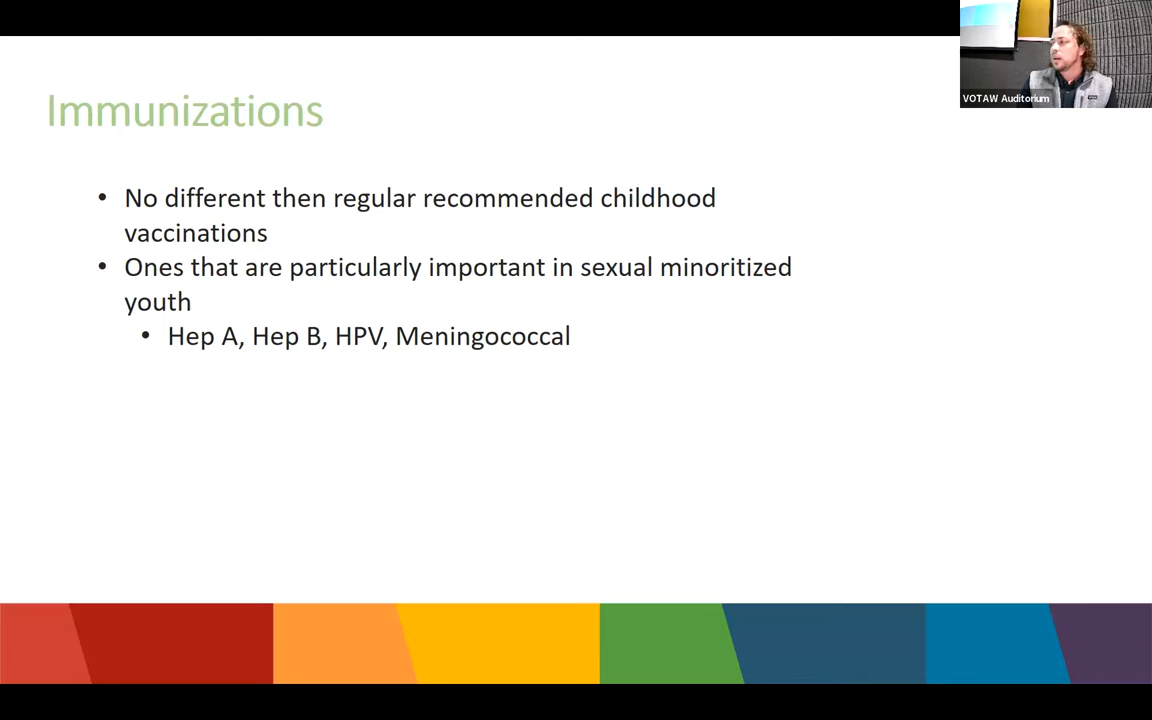 VOTAW Auditorium
Immunizations
• No different then regular recommended childhood
vaccinations
• Ones that are particularly important in sexual minoritized
youth
• Hep A, Hep B, HPV, Meningococcal